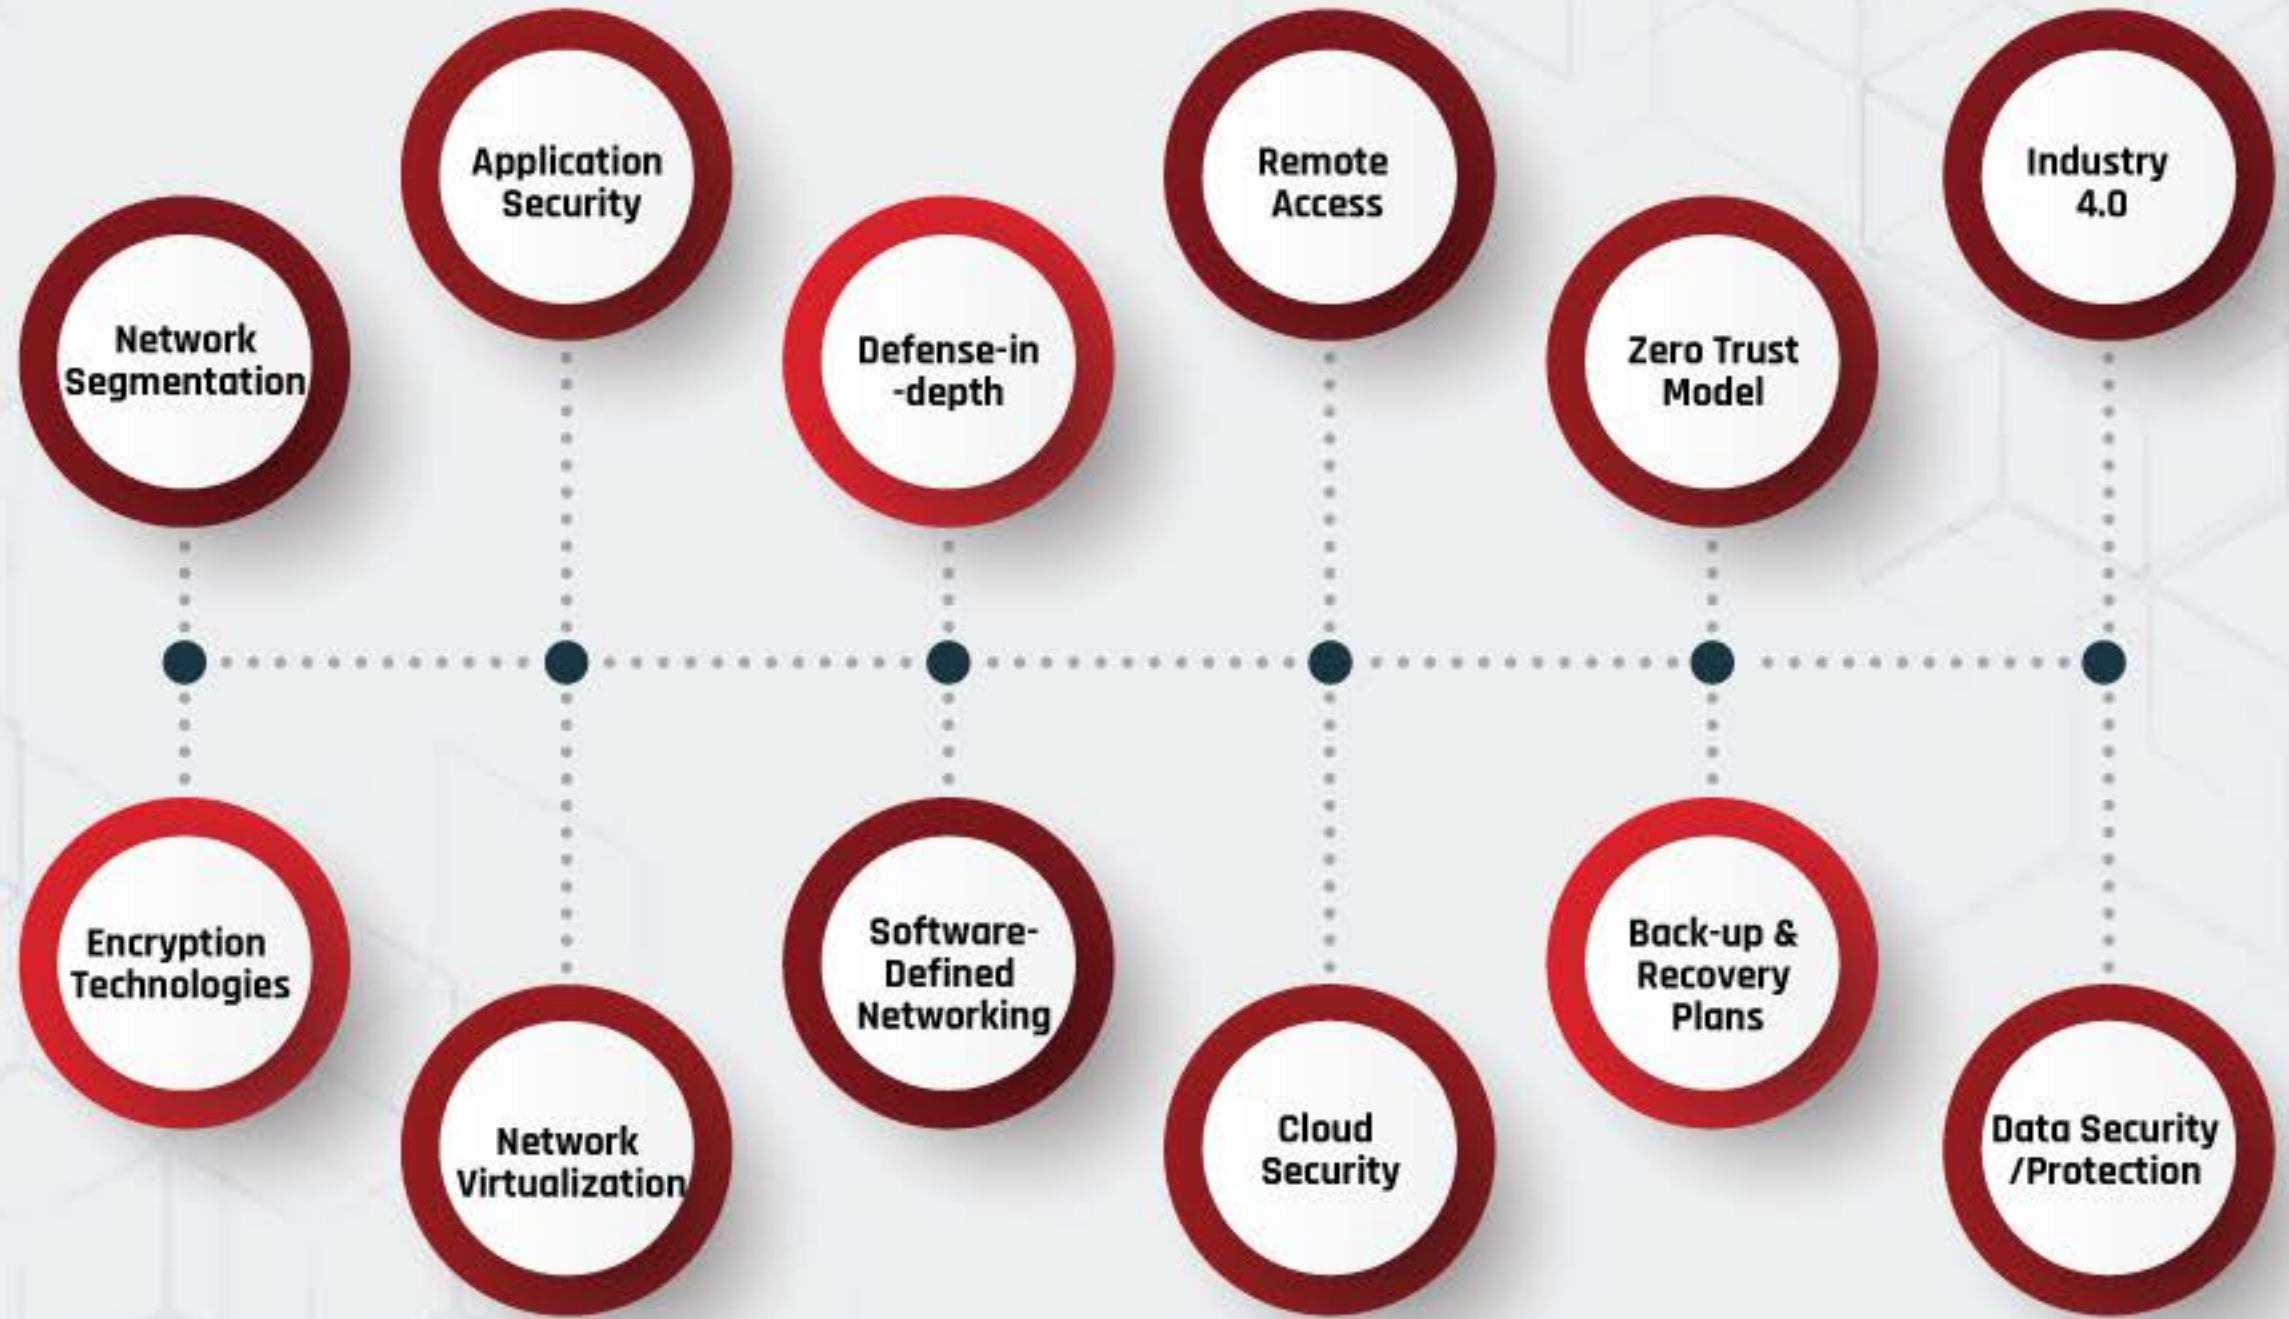 Application
Security
Remote
Access
Industry
4.0
Network
Segmentation
Defense-in
-depth
Zero Trust
Model
Encryption
Technologies
Software-
Defined
Networking
Back-up &
Recovery
Plans
Network
Virtualization
Cloud
Security
Data Security
/Protection